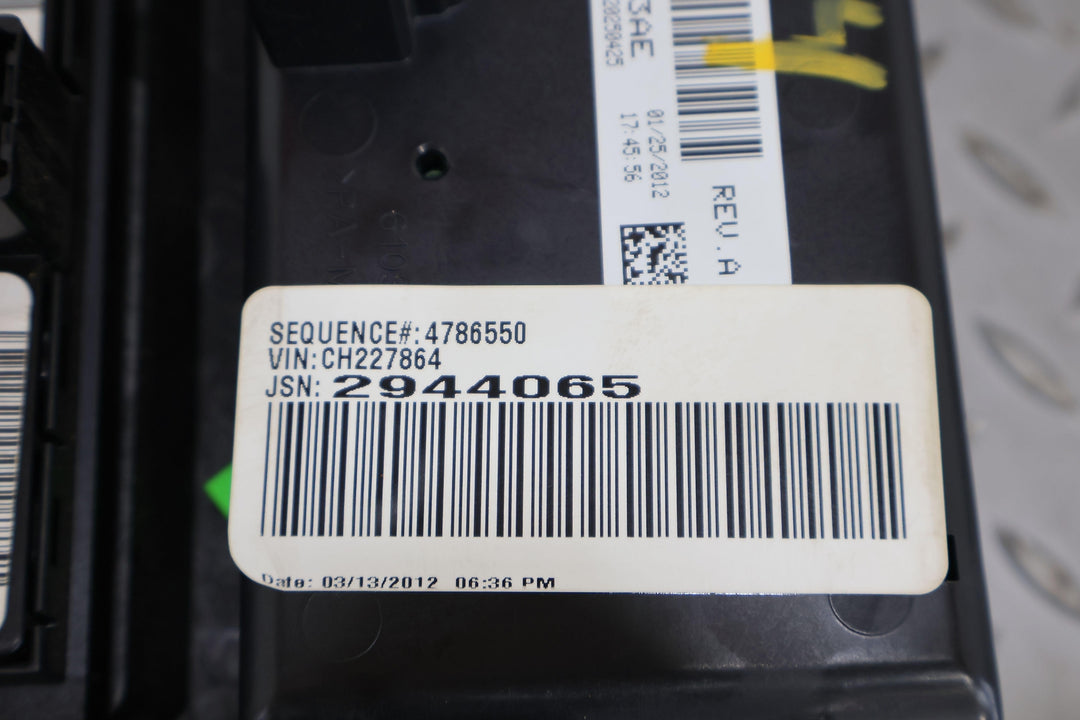 3AE
20250425
01/25/2012
17:45:56
REV.A
SEQUENCE#:4786550
VIN:CH227864
JSN: 2944065
Date: 03/13/2012 06:36 PM